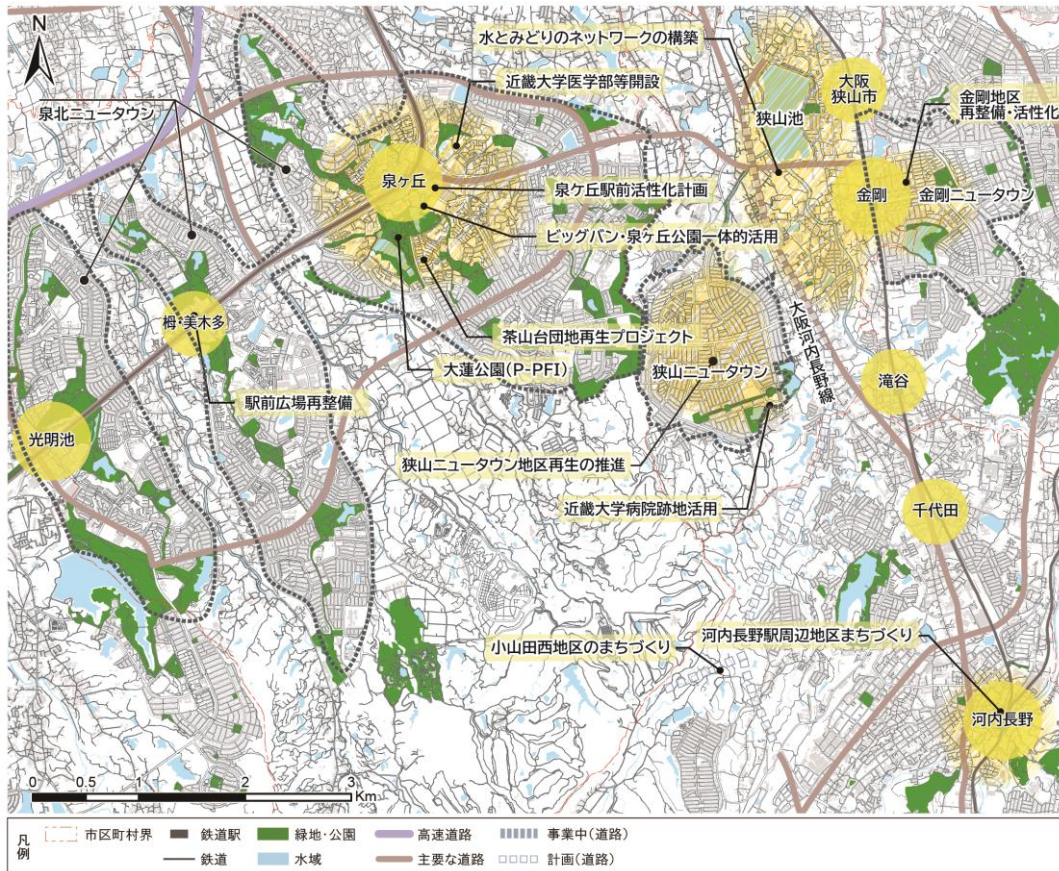 N
水とみどりのネットワークの構築
近畿大学医学部等開設
大阪
狭山市
金剛地区
再整備・活性化
泉北ニュータウン
狭山池
泉ヶ丘
泉ケ丘駅前活性化計画
金剛
金剛ニュータウン
ビッグバン・泉ヶ丘公園一体的活用
栂・美木多
茶山台団地再生プロジェクト
大阪河内長野線
大蓮公園(P-PFI)
狭山ニュータウン
滝谷
駅前広場再整備
光明池
狭山ニュータウン地区再生の推進
近畿大学病院跡地活用
千代田
小山田西地区のまちづくり
河内長野駅周辺地区まちづくり
河内長野
0 0.5 1 2 3
Km
凡例
市区町村界 鉄道駅 緑地・公園 高速道路 事業中(道路)
鉄道 水域 主要な道路 計画(道路)